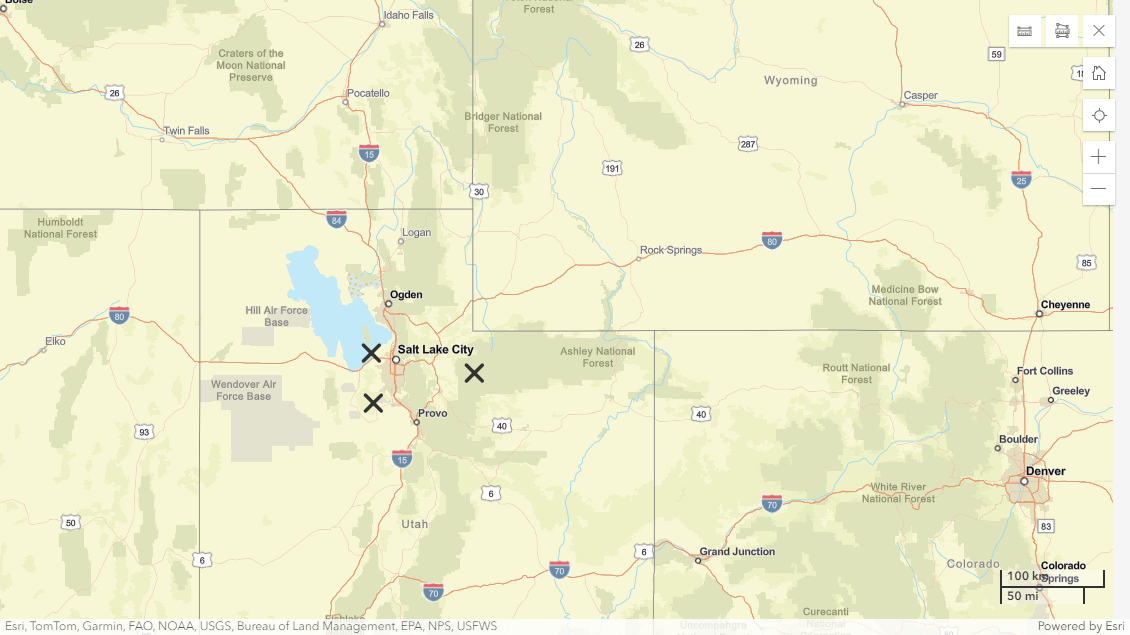 Boise
Idaho Falls
Forest
26
59
Craters of the
Moon National
Preserve
Wyoming
26
Pocatello
Casper
Bridger National
Forest
Twin Falls
287
15
191
25
30
84
Humboldt
National Forest
Logan
80
Rock Springs
85
Ogden
Medicine Bow
National Forest
Hill Air Force
Base
80
Cheyenne
Elko
Salt Lake City
Ashley National
Forest
Routt National
Forest
Fort Collins
Wendover Air
Force Base
Greeley
Provo
40
40
93
Boulder
15
Denver
6
White River
National Forest
70
50
Utah
83
6
6
Grand Junction
Colorado
70
70
Colorado
Springs
100 km
50 mi
Curecanti
Esri, TomTom, Garmin, FAO, NOAA, USGS, Bureau of Land Management, EPA, NPS, USFWS
Powered by Esri